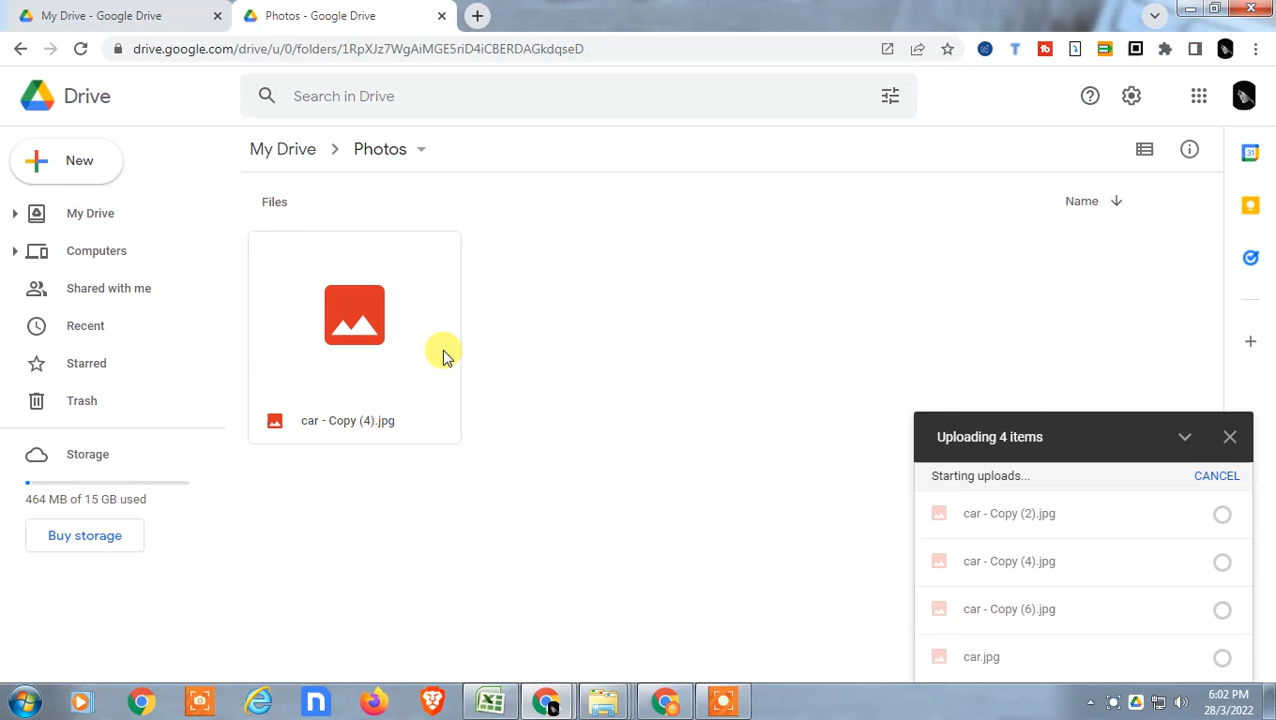 My Drive - Google Drive
Photos - Google Drive
drive.google.com/drive/u/0/folders/1RpXJz7WgAiMGE5riD4iCBERDAGkdqseD
Drive
Search in Drive
New
My Drive
Computers
Shared with me
Recent
Starred
Trash
Storage
464 MB of 15 GB used
Buy storage
My Drive
Photos
Files
Name
car - Copy (4).jpg
31
Uploading 4 items
Starting uploads...
CANCEL
car - Copy (2).jpg
car - Copy (4).jpg
car - Copy (6).jpg
car.jpg
6:02 PM
28/3/2022